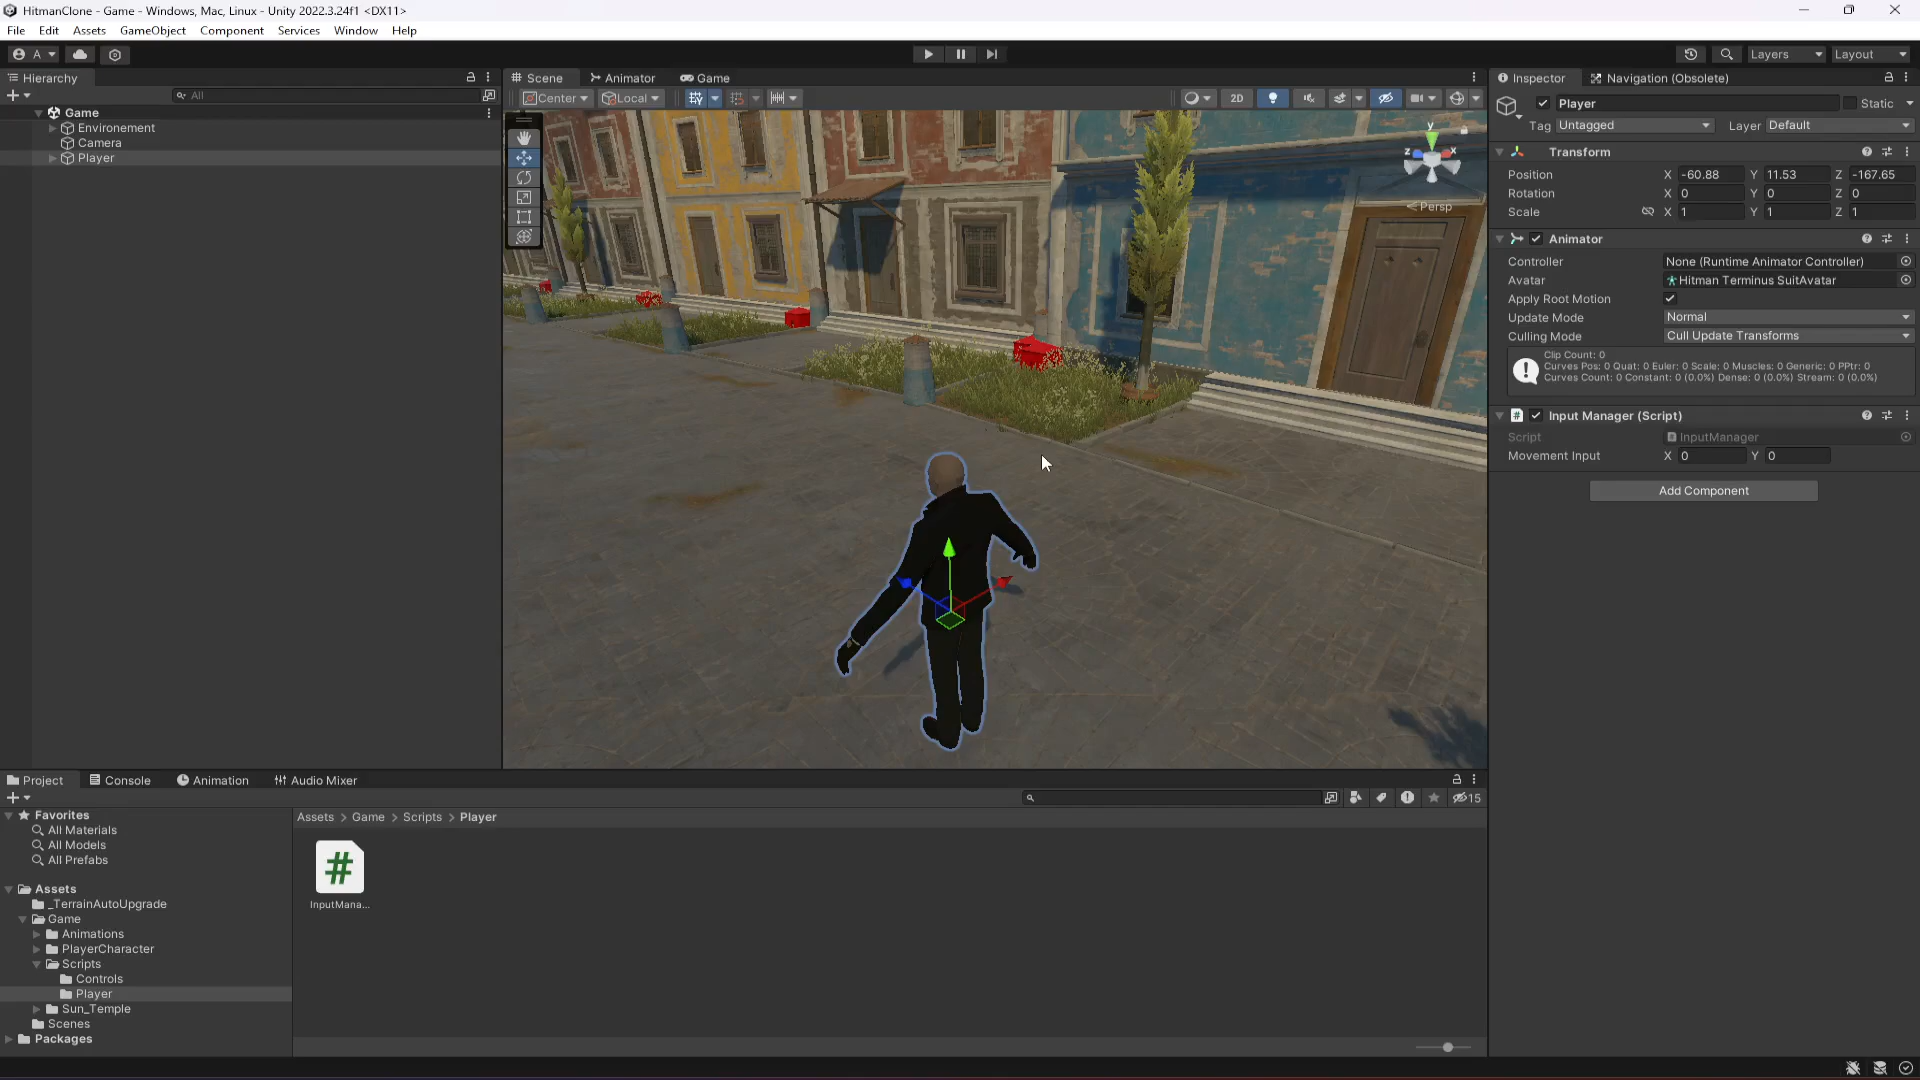 HitmanClone - Game - Windows, Mac, Linux - Unity 2022.3.24f1 <DX11>
File Edit Assets GameObject Component Services Window Help
A Layers Layout
Hierarchy
All
Game
Environement
Camera
Player
Scene Animator Game
Center Local 2D
y
z x
Persp
Inspector Navigation (Obsolete)
Player Static
Tag Untagged Layer Default
Transform
Position X -60.88 Y 11.53 Z -167.65
Rotation X 0 Y 0 Z 0
Scale X 1 Y 1 Z 1
Animator
Controller None (Runtime Animator Controller)
Avatar Hitman Terminus SuitAvatar
Apply Root Motion
Update Mode Normal
Culling Mode Cull Update Transforms
Clip Count: 0
Curves Pos: 0 Quat: 0 Euler: 0 Scale: 0 Muscles: 0 Generic: 0 PPtr: 0
Curves Count: 0 Constant: 0 (0.0%) Dense: 0 (0.0%) Stream: 0 (0.0%)
# Input Manager (Script)
Script InputManager
Movement Input X 0 Y 0
Add Component
Project Console Animation Audio Mixer
15
Favorites
All Materials
All Models
All Prefabs
Assets
_TerrainAutoUpgrade
Game
Animations
PlayerCharacter
Scripts
Controls
Player
Sun_Temple
Scenes
Packages
Assets > Game > Scripts > Player
#
InputMana...